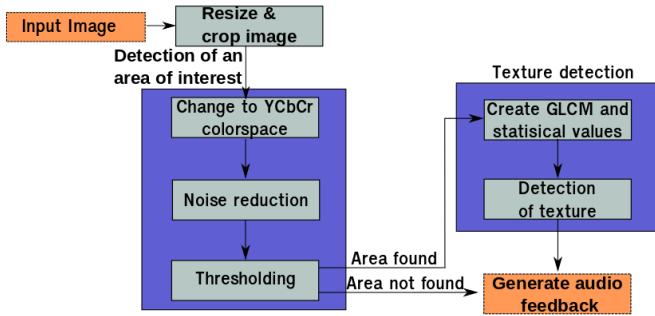 Input Image
Resize &
crop image
Detection of an
area of interest
Change to YCbCr
colorspace
Noise reduction
Thresholding
Area found
Area not found
Texture detection
Create GLCM and
statisical values
Detection
of texture
Generate audio
feedback